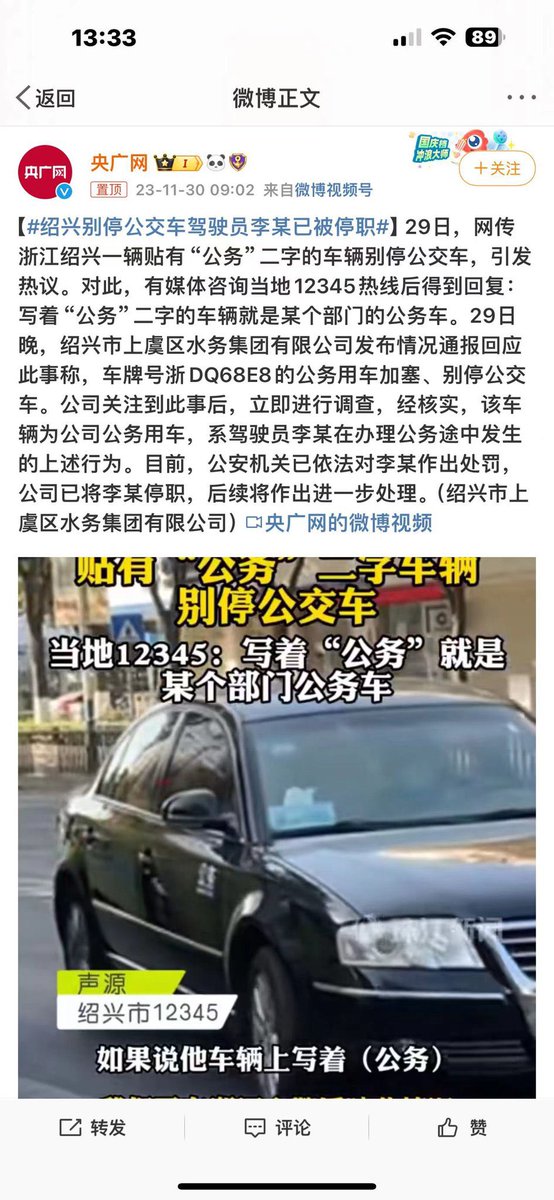 13:33
89
返回
微博正文
央广网
央广网
I
国庆档
冲浪大师
+关注
置顶
23-11-30 09:02 来自微博视频号
【#绍兴别停公交车驾驶员李某已被停职#】29日，网传
浙江绍兴一辆贴有“公务”二字的车辆别停公交车，引发
热议。对此，有媒体咨询当地12345热线后得到回复：
写着“公务”二字的车辆就是某个部门的公务车。29日
晚，绍兴市上虞区水务集团有限公司发布情况通报回应
此事称，车牌号浙DQ68E8的公务用车加塞、别停公交
车。公司关注到此事后，立即进行调查，经核实，该车
辆为公司公务用车，系驾驶员李某在办理公务途中发生
的上述行为。目前，公安机关已依法对李某作出处罚，
公司已将李某停职，后续将作出进一步处理。（绍兴市上
虞区水务集团有限公司）央广网的微博视频
贴有“公务”二字车辆
别停公交车
当地12345：写着“公务”就是
某个部门公务车
公务
声源
绍兴市12345
如果说他车辆上写着（公务）
转发
评论
赞